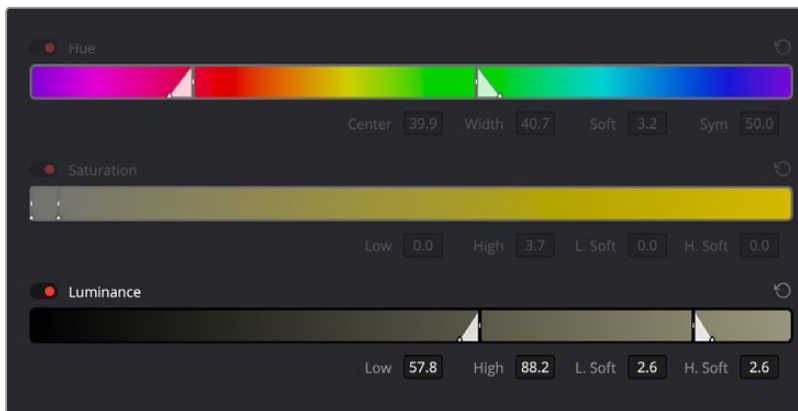 Hue
Center 39.9 Width 40.7 Soft 3.2 Sym 50.0
Saturation
Low 0.0 High 3.7 L. Soft 0.0 H. Soft 0.0
Luminance
Low 57.8 High 88.2 L. Soft 2.6 H. Soft 2.6